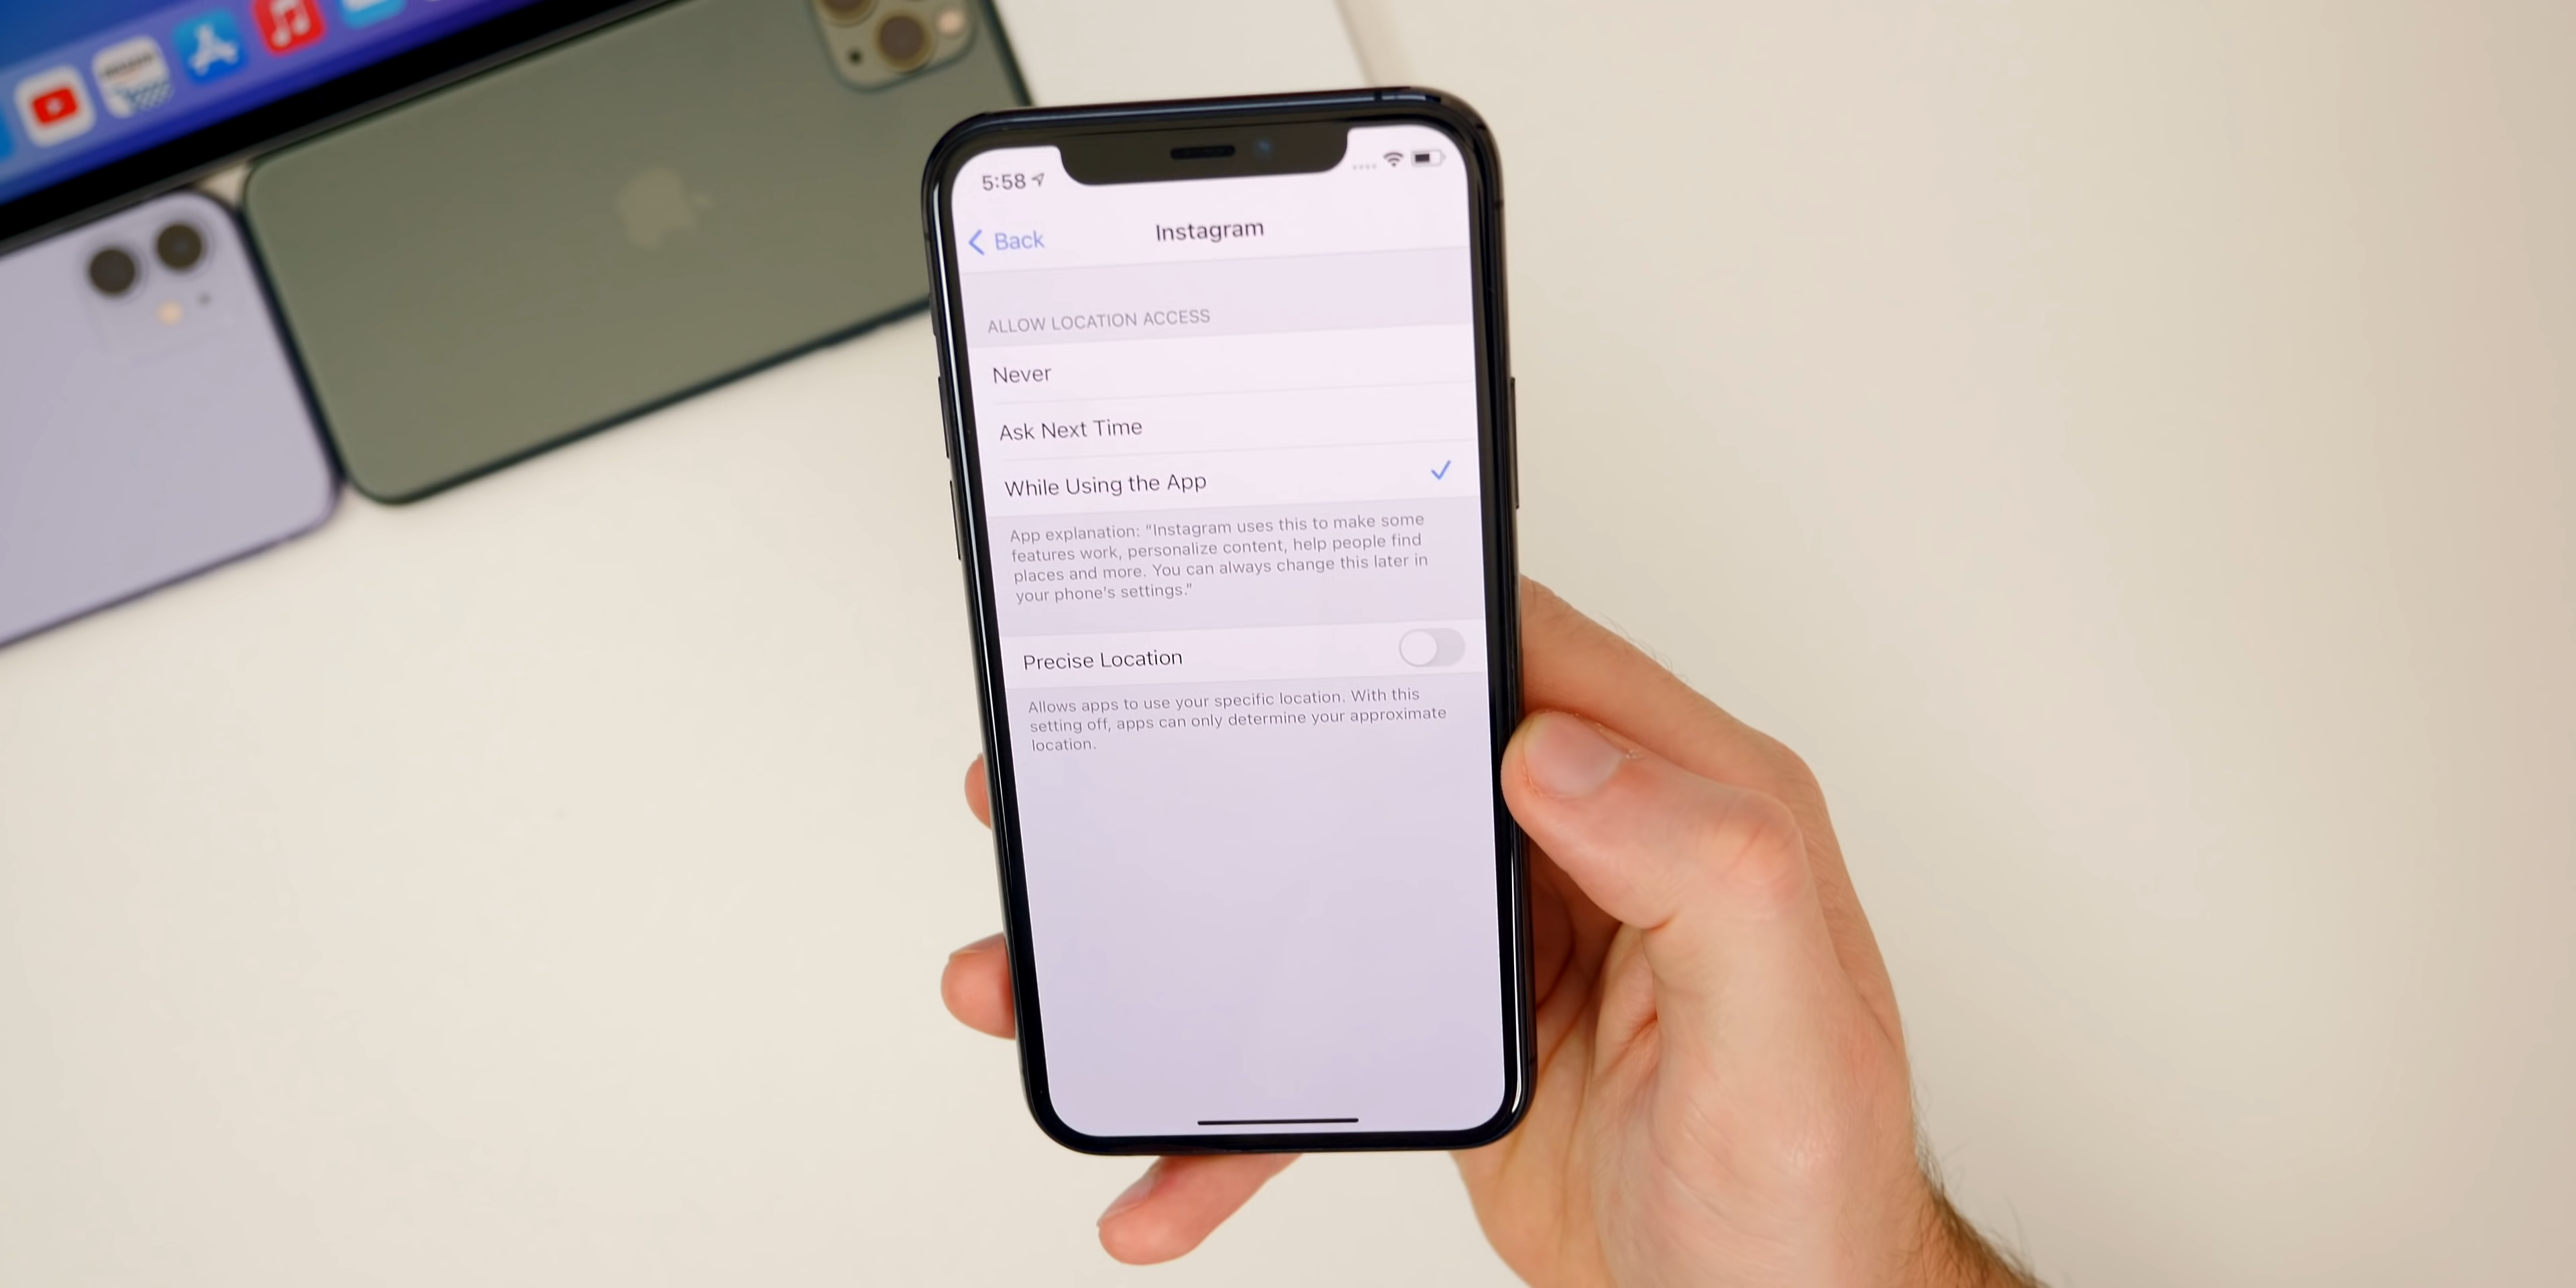 5:58
Back
Instagram
ALLOW LOCATION ACCESS
Never
Ask Next Time
While Using the App
App explanation: “Instagram uses this to make some
features work, personalize content, help people find
places and more. You can always change this later in
your phone’s settings.”
Precise Location
Allows apps to use your specific location. With this
setting off, apps can only determine your approximate
location.